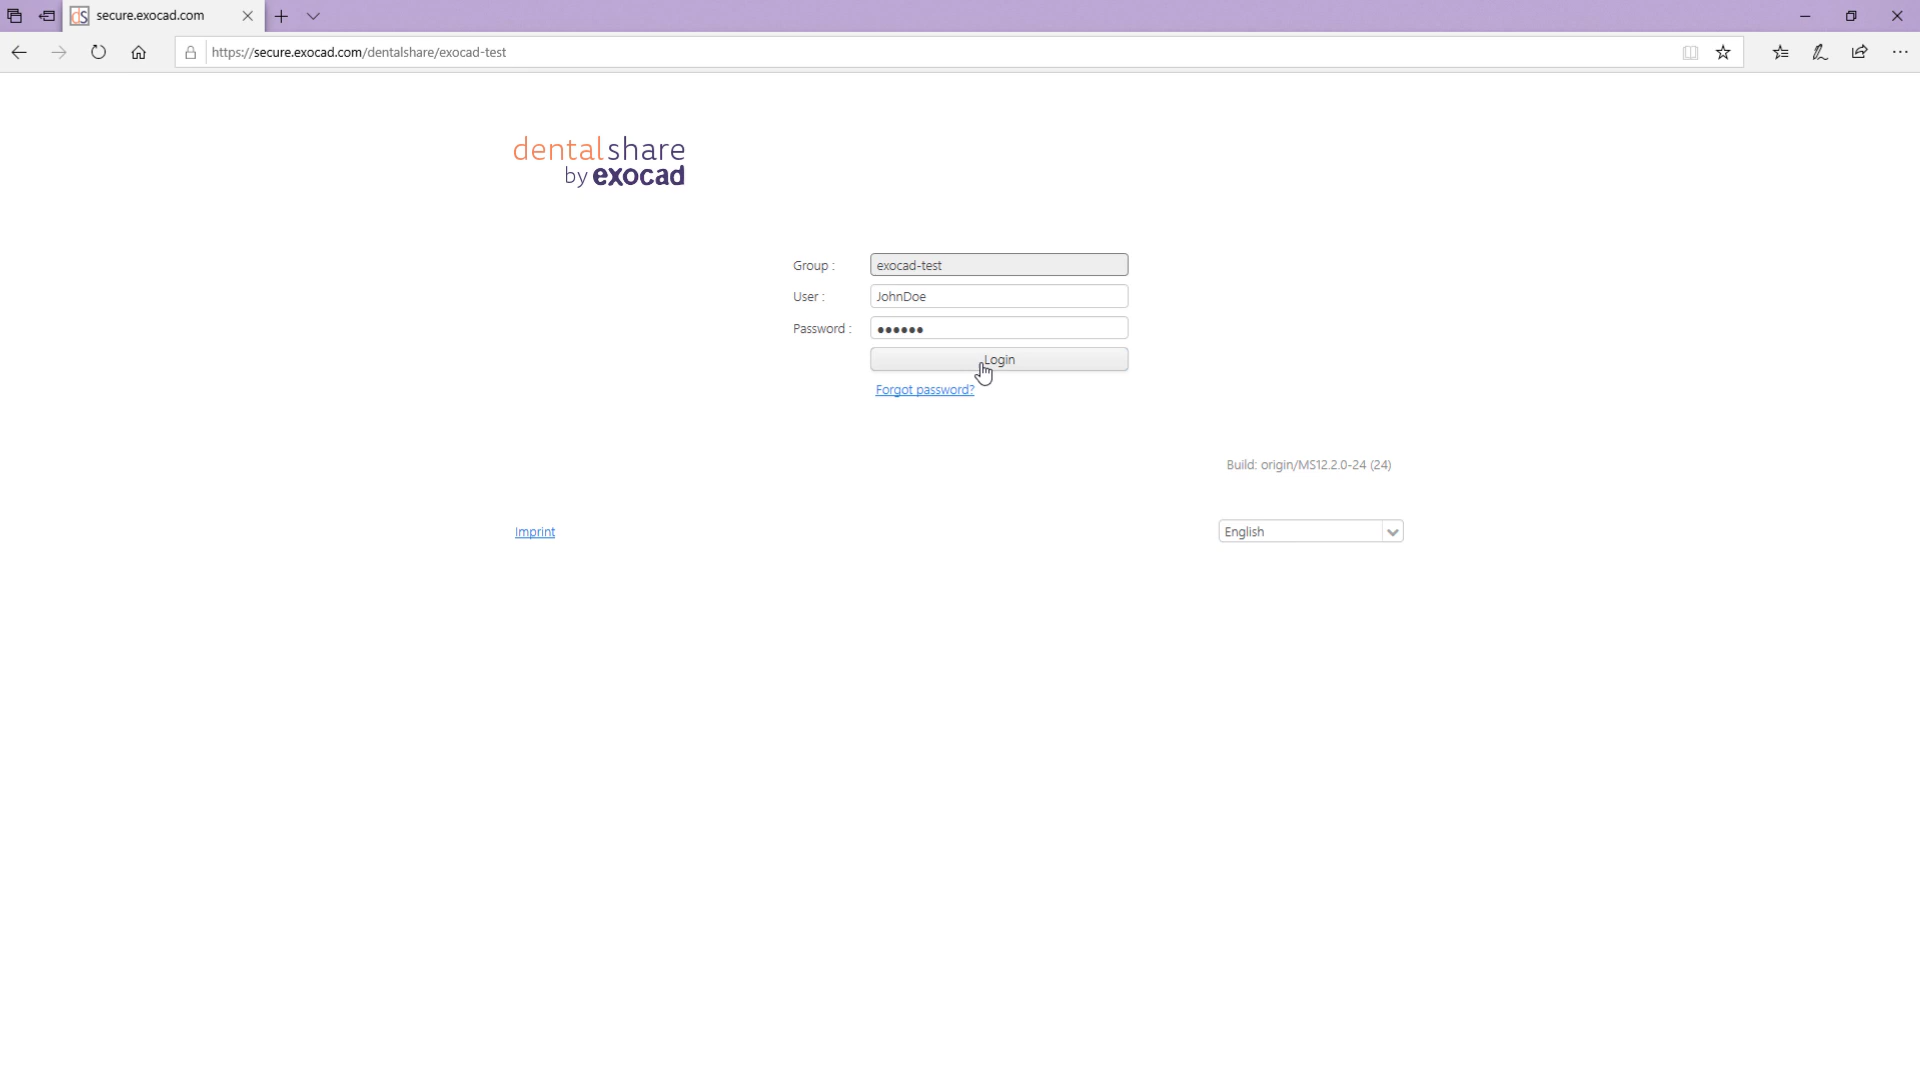 secure.exocad.com
https://secure.exocad.com/dentalshare/exocad-test
dentalshare
by exocad
Group : exocad-test
User : JohnDoe
Password : ●●●●●●
Login
Forgot password?
Build: origin/MS12.2.0-24 (24)
Imprint
English